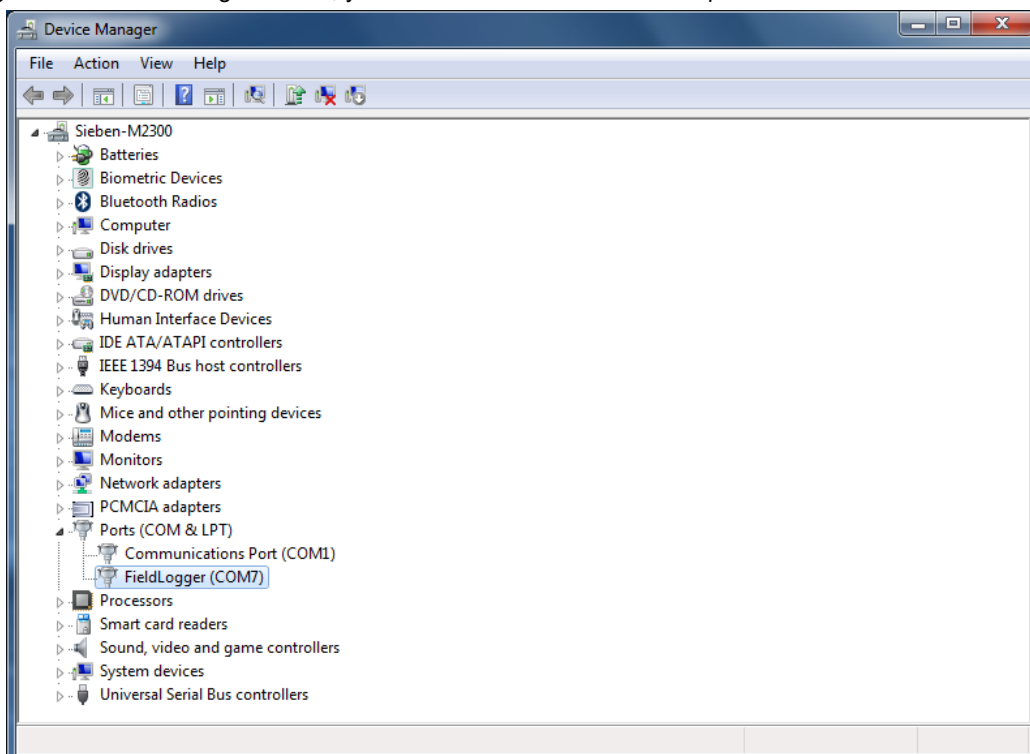 Device Manager
File Action View Help
Sieben-M2300
Batteries
Biometric Devices
Bluetooth Radios
Computer
Disk drives
Display adapters
DVD/CD-ROM drives
Human Interface Devices
IDE ATA/ATAPI controllers
IEEE 1394 Bus host controllers
Keyboards
Mice and other pointing devices
Modems
Monitors
Network adapters
PCMCIA adapters
Ports (COM & LPT)
Communications Port (COM1)
FieldLogger (COM7)
Processors
Smart card readers
Sound, video and game controllers
System devices
Universal Serial Bus controllers